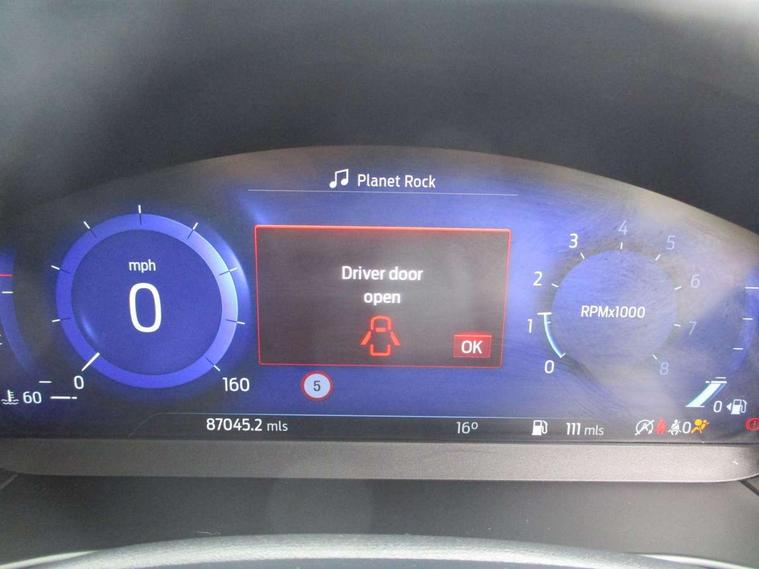 Planet Rock
mph
0
0
160
60
Driver door
open
OK
5
0
1
2
3
4
5
6
7
8
RPMx1000
0
87045.2 mls
16°
111 mls
0